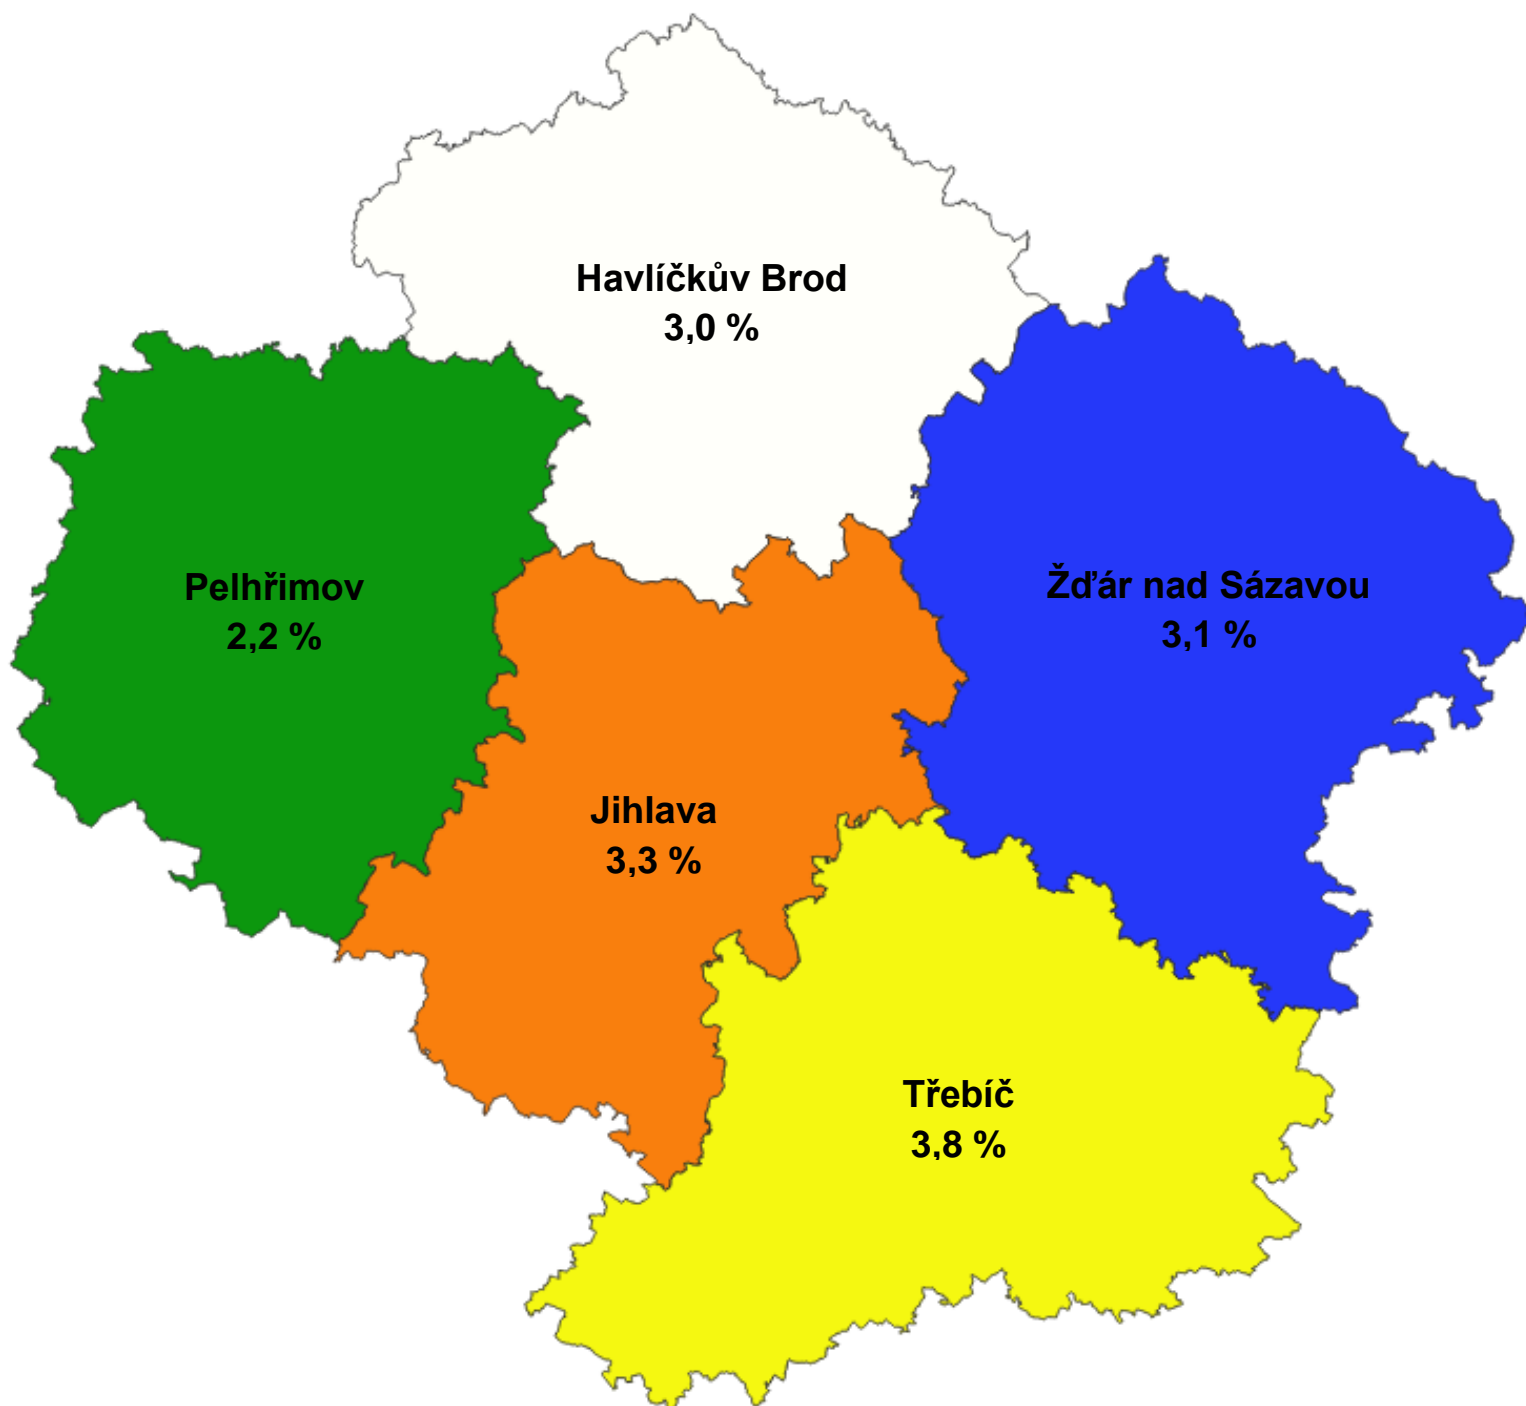 Havlíčkův Brod
3,0 %
Pelhřimov
2,2 %
Žďár nad Sázavou
3,1 %
Jihlava
3,3 %
Třebíč
3,8 %